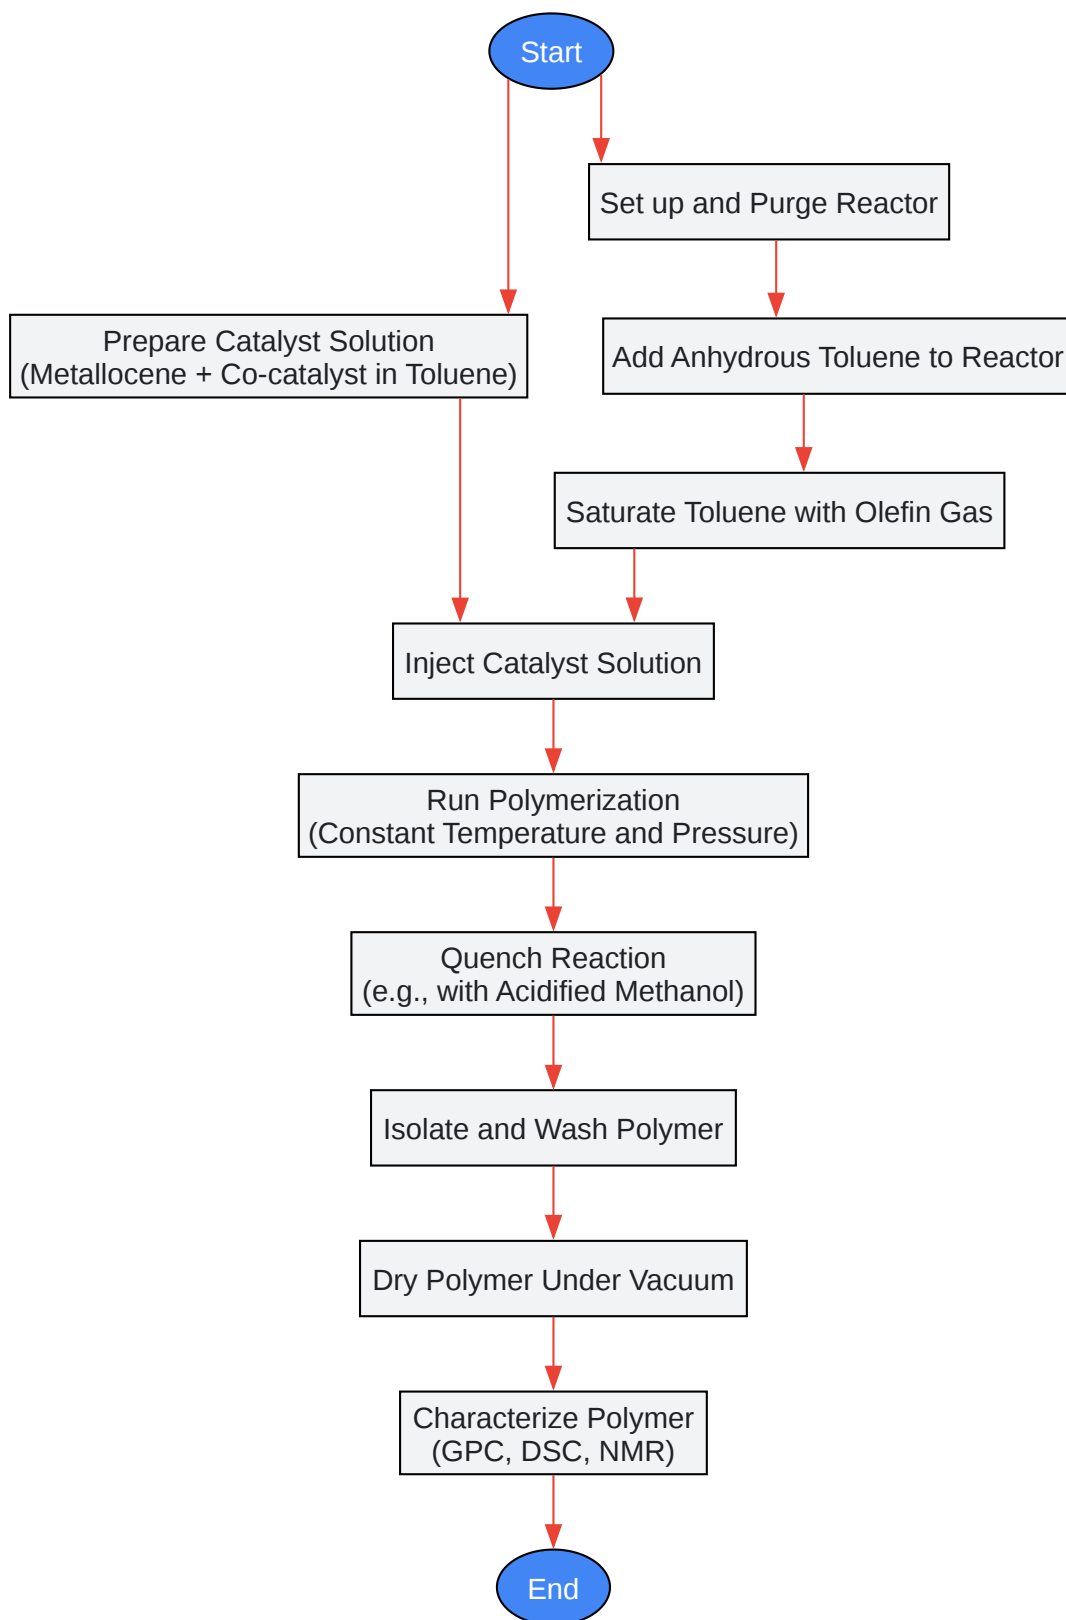 Start
Set up and Purge Reactor
Prepare Catalyst Solution
(Metallocene + Co-catalyst in Toluene)
Add Anhydrous Toluene to Reactor
Saturate Toluene with Olefin Gas
Inject Catalyst Solution
Run Polymerization
(Constant Temperature and Pressure)
Quench Reaction
(e.g., with Acidified Methanol)
Isolate and Wash Polymer
Dry Polymer Under Vacuum
Characterize Polymer
(GPC, DSC, NMR)
End